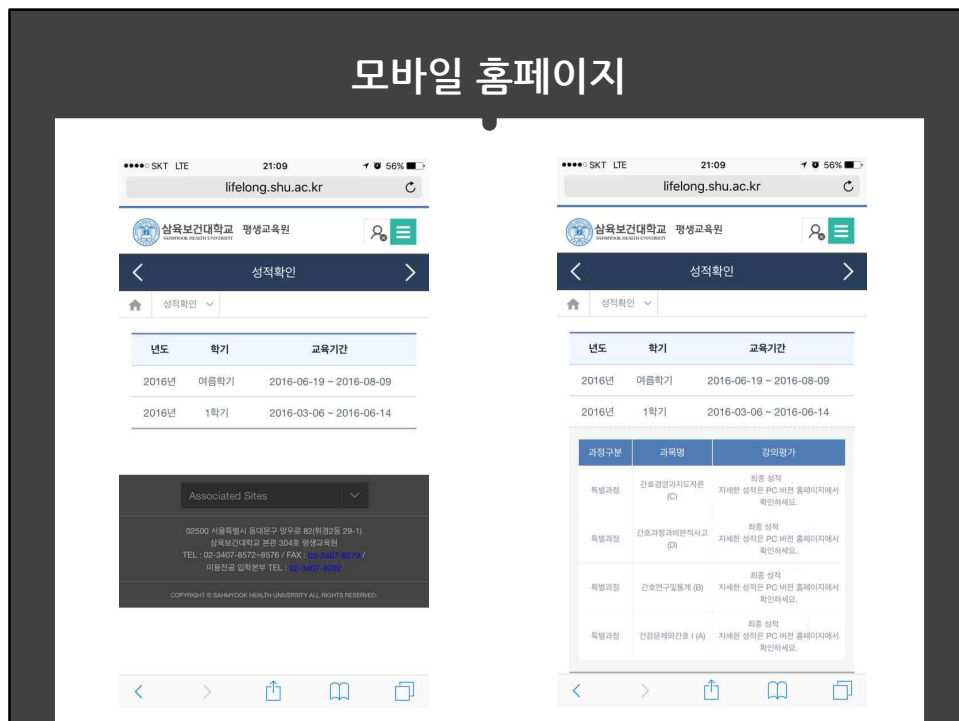 모바일 홈페이지
SKT LTE 21:09 56%
lifelong.shu.ac.kr
삼육보건대학교 평생교육원
SAHMYOOK HEALTH UNIVERSITY
성적확인
성적확인
년도 학기 교육기간
2016년 여름학기 2016-06-19 ~ 2016-08-09
2016년 1학기 2016-03-06 ~ 2016-06-14
Associated Sites
02500 서울특별시 동대문구 망우로 82(휘경2동 29-1)
삼육보건대학교 본관 304호 평생교육원
TEL : 02-3407-8572~8576 / FAX : 02-3407-8579 /
미용전공 입학본부 TEL : 02-3407-8702
COPYRIGHT © SAHMYOOK HEALTH UNIVERSITY ALL RIGHTS RESERVED.
SKT LTE 21:09 56%
lifelong.shu.ac.kr
삼육보건대학교 평생교육원
SAHMYOOK HEALTH UNIVERSITY
성적확인
성적확인
년도 학기 교육기간
2016년 여름학기 2016-06-19 ~ 2016-08-09
2016년 1학기 2016-03-06 ~ 2016-06-14
과정구분 과목명 강의평가
특별과정 간호경영과지도자론 (C) 최종 성적
자세한 성적은 PC 버전 홈페이지에서
확인하세요.
특별과정 간호과정과비판적사고 (D) 최종 성적
자세한 성적은 PC 버전 홈페이지에서
확인하세요.
특별과정 간호연구및통계 (B) 최종 성적
자세한 성적은 PC 버전 홈페이지에서
확인하세요.
특별과정 건강문제와간호 I (A) 최종 성적
자세한 성적은 PC 버전 홈페이지에서
확인하세요.